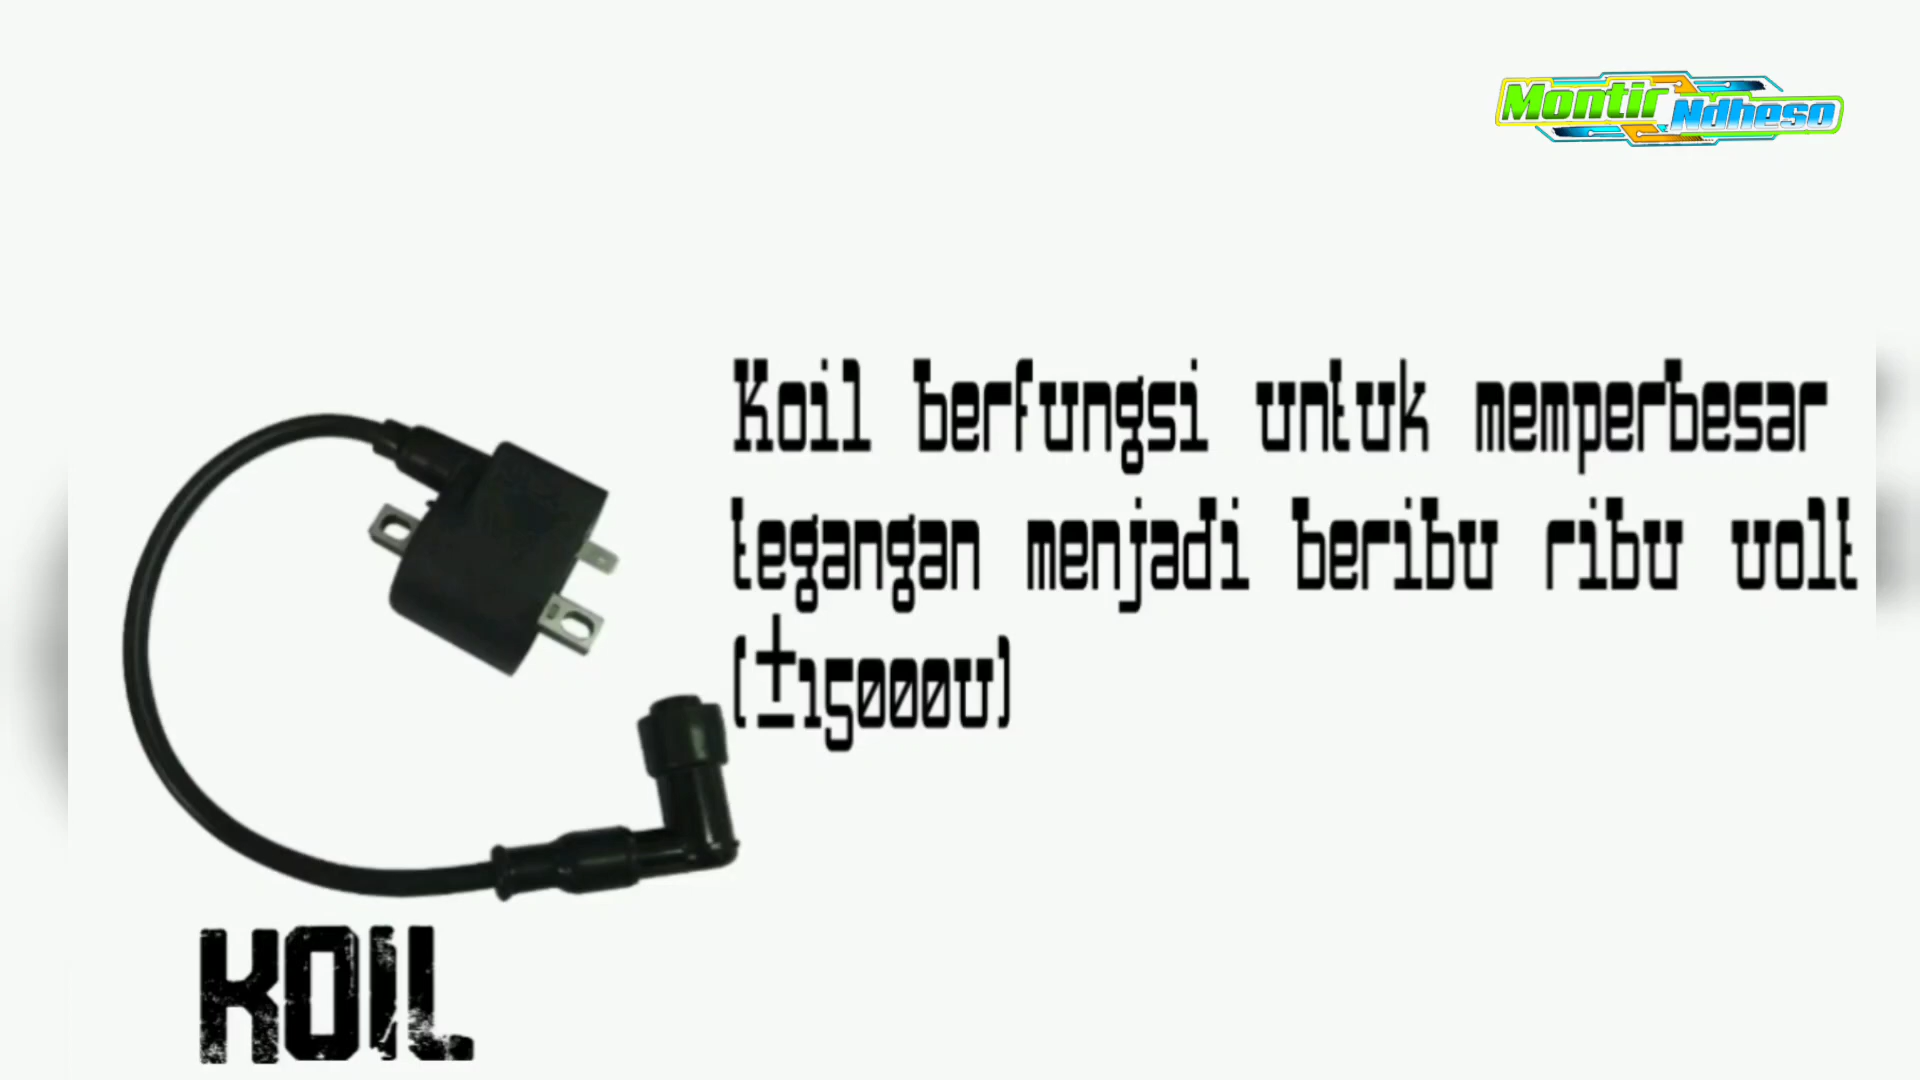 Montir Ndheso
Koil berfungsi untuk memperbesar
tegangan menjadi beribu ribu volt
(±15000V)
KOIL